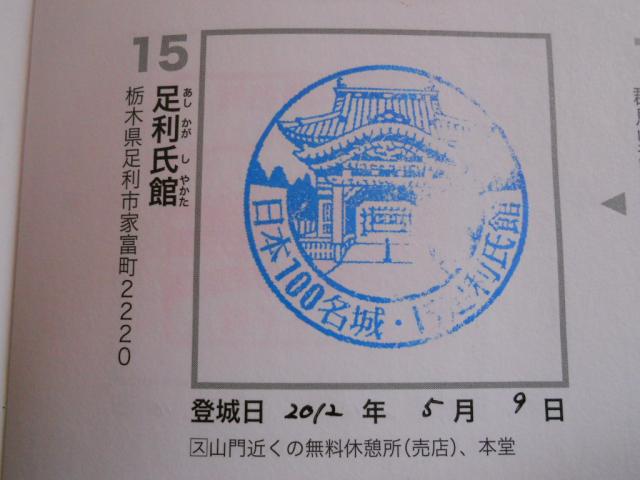 15
足利氏館
あしかがしやかた
栃木県足利市家富町2220
日本100名城・15足利氏館
登城日 2012 年 5 月 9 日
ス山門近くの無料休憩所(売店)、本堂